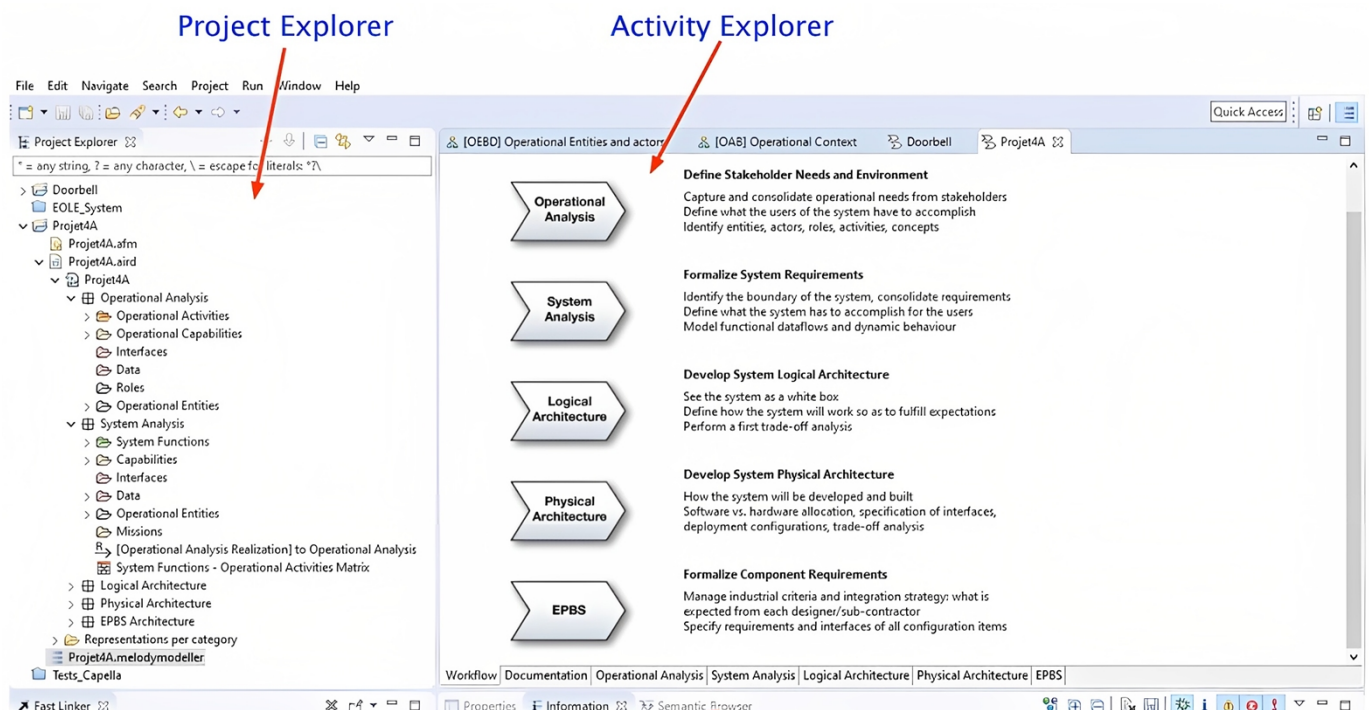 Project Explorer
Activity Explorer
File Edit Navigate Search Project Run Window Help
Quick Access
Project Explorer
* = any string, ? = any character, \ = escape for literals: *?\
Doorbell
EOLE_System
Projet4A
Projet4A.afm
Projet4A.aird
Projet4A
Operational Analysis
Operational Activities
Operational Capabilities
Interfaces
Data
Roles
Operational Entities
System Analysis
System Functions
Capabilities
Interfaces
Data
Operational Entities
Missions
[Operational Analysis Realization] to Operational Analysis
System Functions - Operational Activities Matrix
Logical Architecture
Physical Architecture
EPBS Architecture
Representations per category
Projet4A.melodymodeller
Tests_Capella
Fast Linker
[OEBD] Operational Entities and actors
[OAB] Operational Context
Doorbell
Projet4A
Operational
Analysis
Define Stakeholder Needs and Environment
Capture and consolidate operational needs from stakeholders
Define what the users of the system have to accomplish
Identify entities, actors, roles, activities, concepts
System
Analysis
Formalize System Requirements
Identify the boundary of the system, consolidate requirements
Define what the system has to accomplish for the users
Model functional dataflows and dynamic behaviour
Logical
Architecture
Develop System Logical Architecture
See the system as a white box
Define how the system will work so as to fulfill expectations
Perform a first trade-off analysis
Physical
Architecture
Develop System Physical Architecture
How the system will be developed and built
Software vs. hardware allocation, specification of interfaces,
deployment configurations, trade-off analysis
EPBS
Formalize Component Requirements
Manage industrial criteria and integration strategy: what is
expected from each designer/sub-contractor
Specify requirements and interfaces of all configuration items
Workflow Documentation Operational Analysis System Analysis Logical Architecture Physical Architecture EPBS
Properties Information Semantic Browser